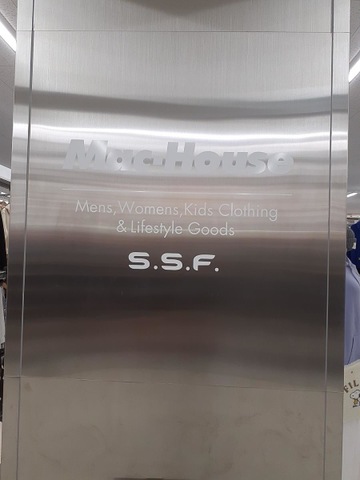 Mac-House
Mens,Womens,Kids Clothing
& Lifestyle Goods
S.S.F.